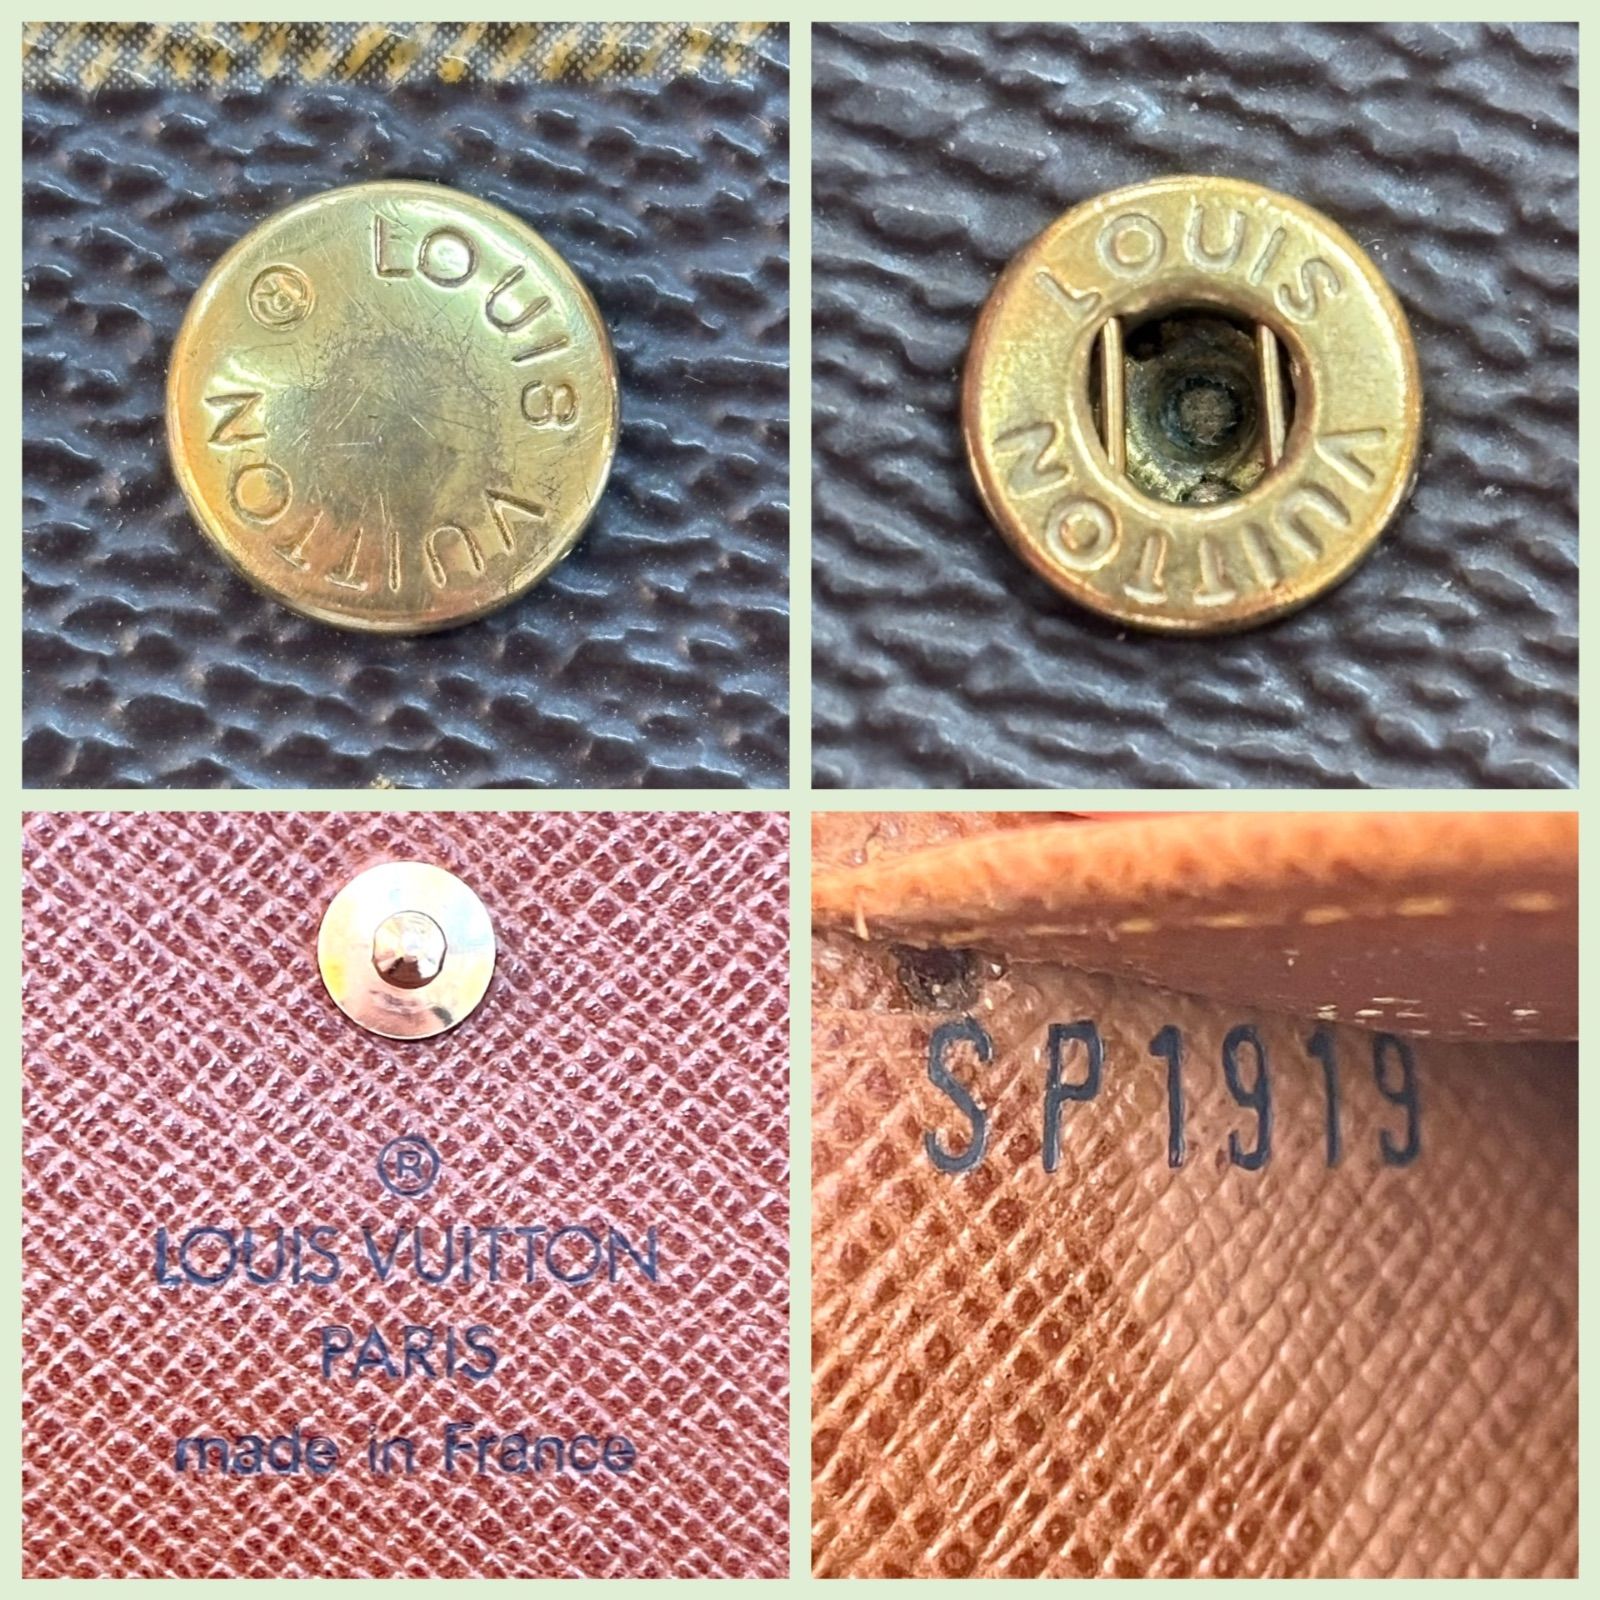 LOUIS VUITTON ®
LOUIS VUITTON
®
LOUIS VUITTON
PARIS
made in France
SP1919